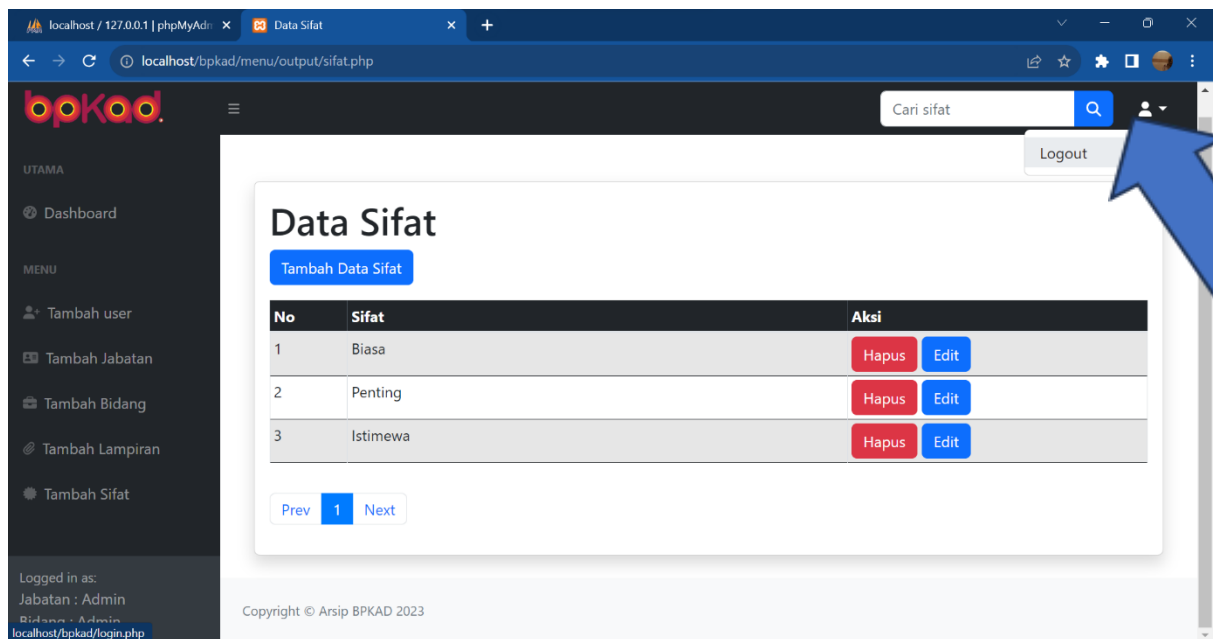 localhost / 127.0.0.1 | phpMyAdm
Data Sifat
localhost/bpkad/menu/output/sifat.php
bpkad.
Cari sifat
Logout
UTAMA
Dashboard
MENU
Tambah user
Tambah Jabatan
Tambah Bidang
Tambah Lampiran
Tambah Sifat
Logged in as:
Jabatan : Admin
Bidang : Admin
localhost/bpkad/login.php
Data Sifat
Tambah Data Sifat
No Sifat Aksi
1 Biasa Hapus Edit
2 Penting Hapus Edit
3 Istimewa Hapus Edit
Prev 1 Next
Copyright © Arsip BPKAD 2023